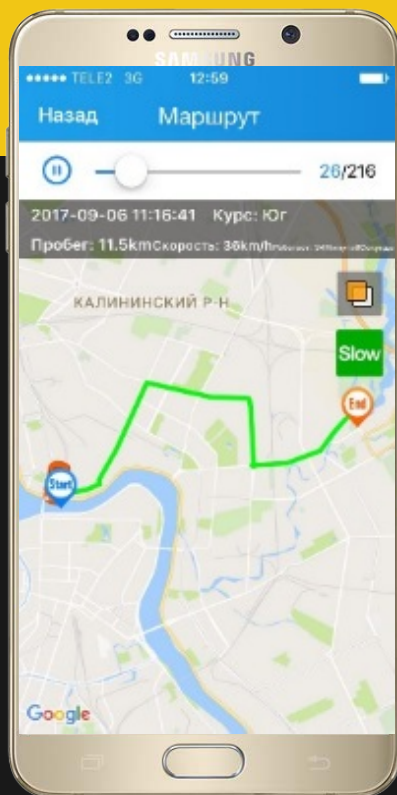 SAMSUNG
TELE2 3G 12:59
Назад Маршрут
26/216
2017-09-06 11:16:41 Курс: Юг
Пробег: 11.5km Скорость: 36km/h
КАЛИНИНСКИЙ Р-Н
Slow
End
Start
Google